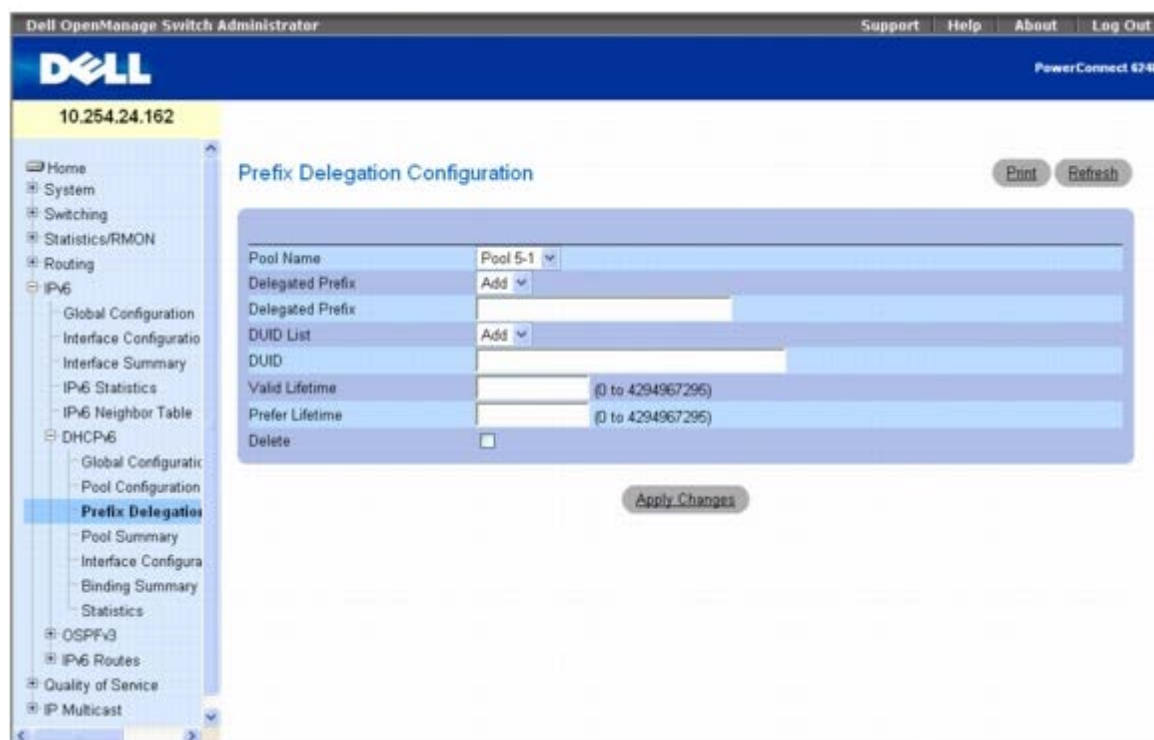 Dell OpenManage Switch Administrator
Support Help About Log Out
DELL
PowerConnect 624
10.254.24.162
Home
System
Switching
Statistics/RMON
Routing
IPv6
Global Configuration
Interface Configuratio
Interface Summary
IPv6 Statistics
IPv6 Neighbor Table
DHCPv6
Global Configuratic
Pool Configuration
Prefix Delegation
Pool Summary
Interface Configura
Binding Summary
Statistics
OSPFv3
IPv6 Routes
Quality of Service
IP Multicast
Prefix Delegation Configuration
Print Refresh
Pool Name Pool 5-1
Delegated Prefix Add
Delegated Prefix
DUID List Add
DUID
Valid Lifetime (0 to 4294967295)
Prefer Lifetime (0 to 4294967295)
Delete
Apply Changes